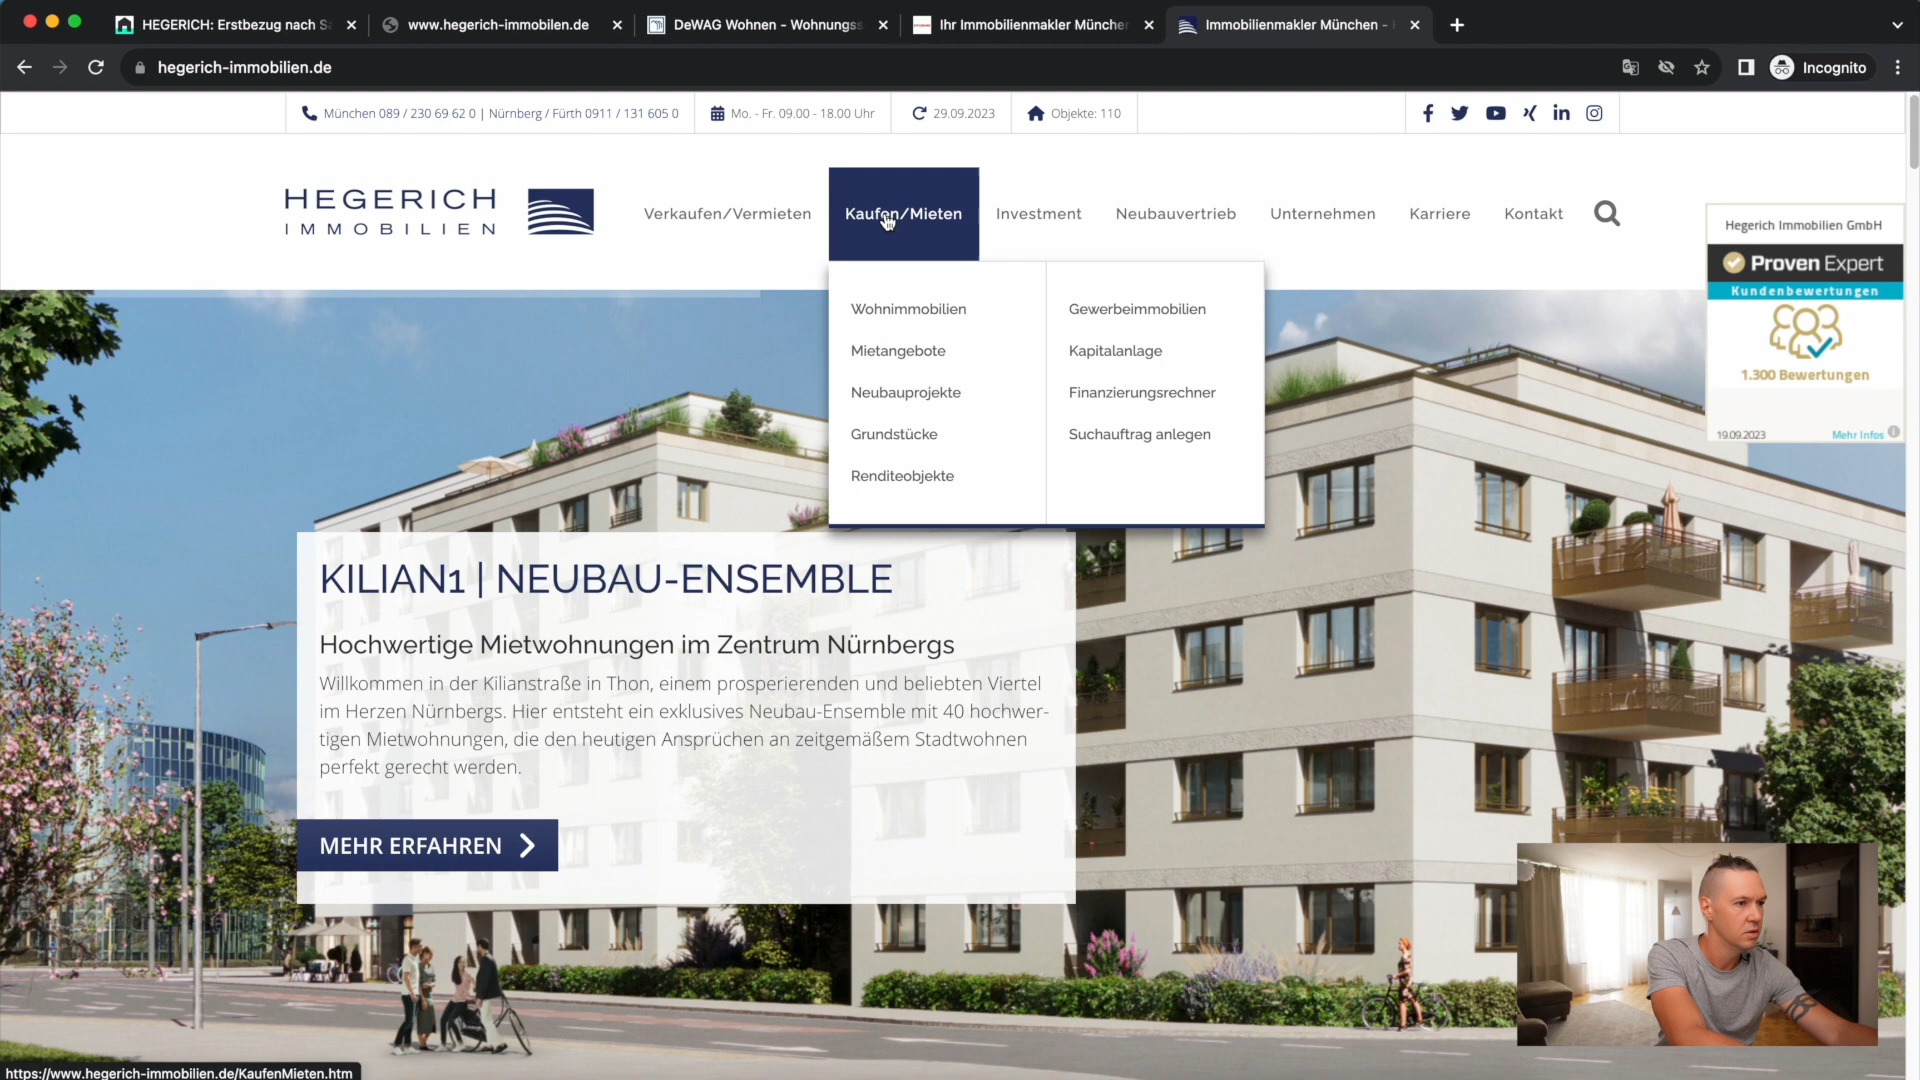 HEGERICH: Erstbezug nach S
www.hegerich-immobilien.de
DeWAG Wohnen - Wohnungss
Ihr Immobilienmakler München
Immobilienmakler München -
hegerich-immobilien.de
Incognito
München 089 / 230 69 62 0 | Nürnberg / Fürth 0911 / 131 605 0
Mo. - Fr. 09.00 - 18.00 Uhr
29.09.2023
Objekte: 110
HEGERICH
IMMOBILIEN
Verkaufen/Vermieten
Kaufen/Mieten
Investment
Neubauvertrieb
Unternehmen
Karriere
Kontakt
Wohnimmobilien
Mietangebote
Neubauprojekte
Grundstücke
Renditeobjekte
Gewerbeimmobilien
Kapitalanlage
Finanzierungsrechner
Suchauftrag anlegen
Hegerich Immobilien GmbH
Proven Expert
Kundenbewertungen
1.300 Bewertungen
19.09.2023
Mehr Infos
KILIAN1 | NEUBAU-ENSEMBLE
Hochwertige Mietwohnungen im Zentrum Nürnbergs
Willkommen in der Kilianstraße in Thon, einem prosperierenden und beliebten Viertel
im Herzen Nürnbergs. Hier entsteht ein exklusives Neubau-Ensemble mit 40 hochwer-
tigen Mietwohnungen, die den heutigen Ansprüchen an zeitgemäßem Stadtwohnen
perfekt gerecht werden.
MEHR ERFAHREN
https://www.hegerich-immobilien.de/KaufenMieten.htm